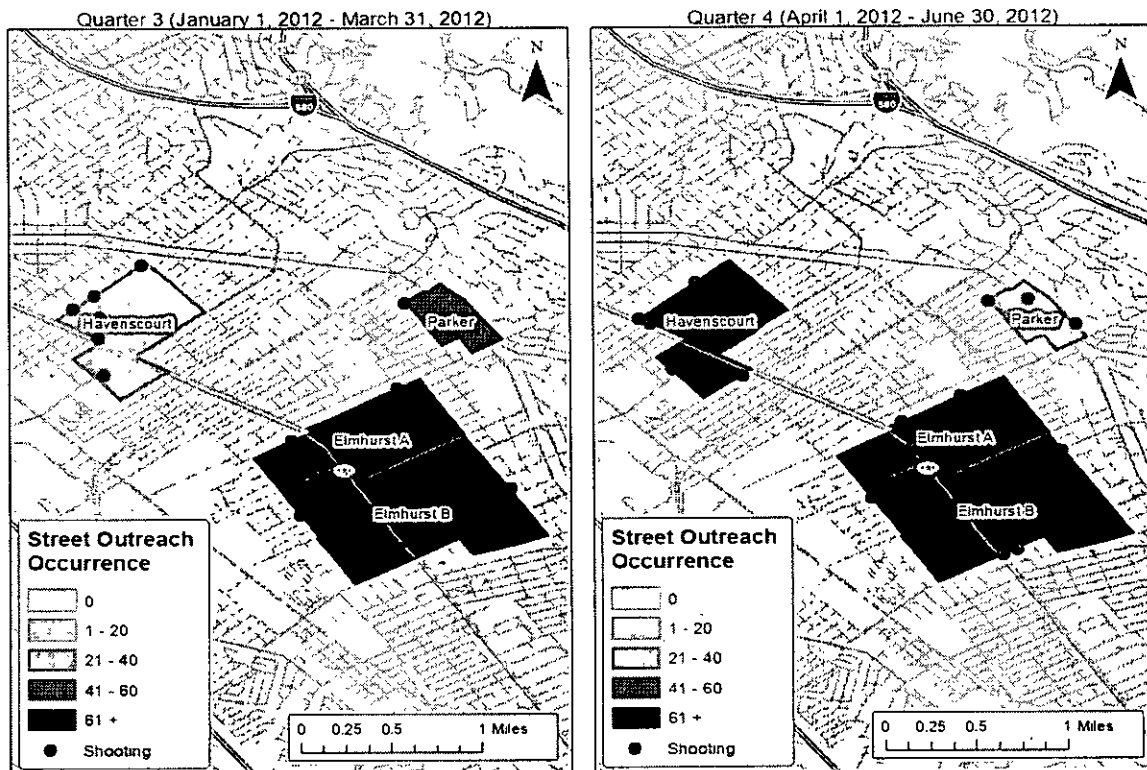 Quarter 3 (January 1, 2012 - March 31, 2012)
N
580
Havenscourt
Parker
Elmhurst A
Elmhurst B
Street Outreach
Occurrence
0
1 - 20
21 - 40
41 - 60
61 +
Shooting
0 0.25 0.5 1 Miles
Quarter 4 (April 1, 2012 - June 30, 2012)
N
580
Havenscourt
Parker
Elmhurst A
Elmhurst B
Street Outreach
Occurrence
0
1 - 20
21 - 40
41 - 60
61 +
Shooting
0 0.25 0.5 1 Miles